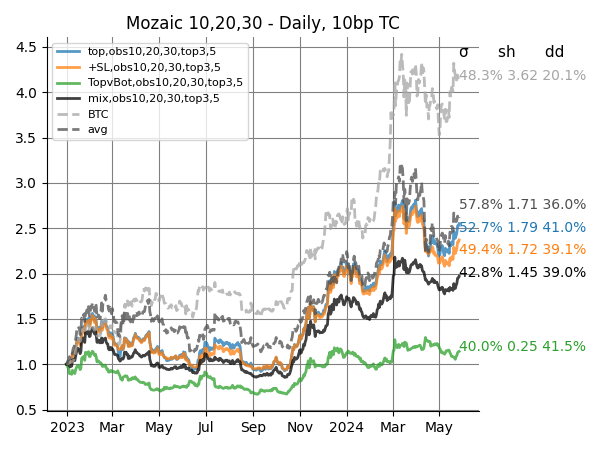 Mozaic 10,20,30 - Daily, 10bp TC
σ sh dd
top,obs10,20,30,top3,5
+SL,obs10,20,30,top3,5
TopvBot,obs10,20,30,top3,5
mix,obs10,20,30,top3,5
BTC
avg
48.3% 3.62 20.1%
57.8% 1.71 36.0%
52.7% 1.79 41.0%
49.4% 1.72 39.1%
42.8% 1.45 39.0%
40.0% 0.25 41.5%
4.5
4.0
3.5
3.0
2.5
2.0
1.5
1.0
0.5
2023 Mar May Jul Sep Nov 2024 Mar May